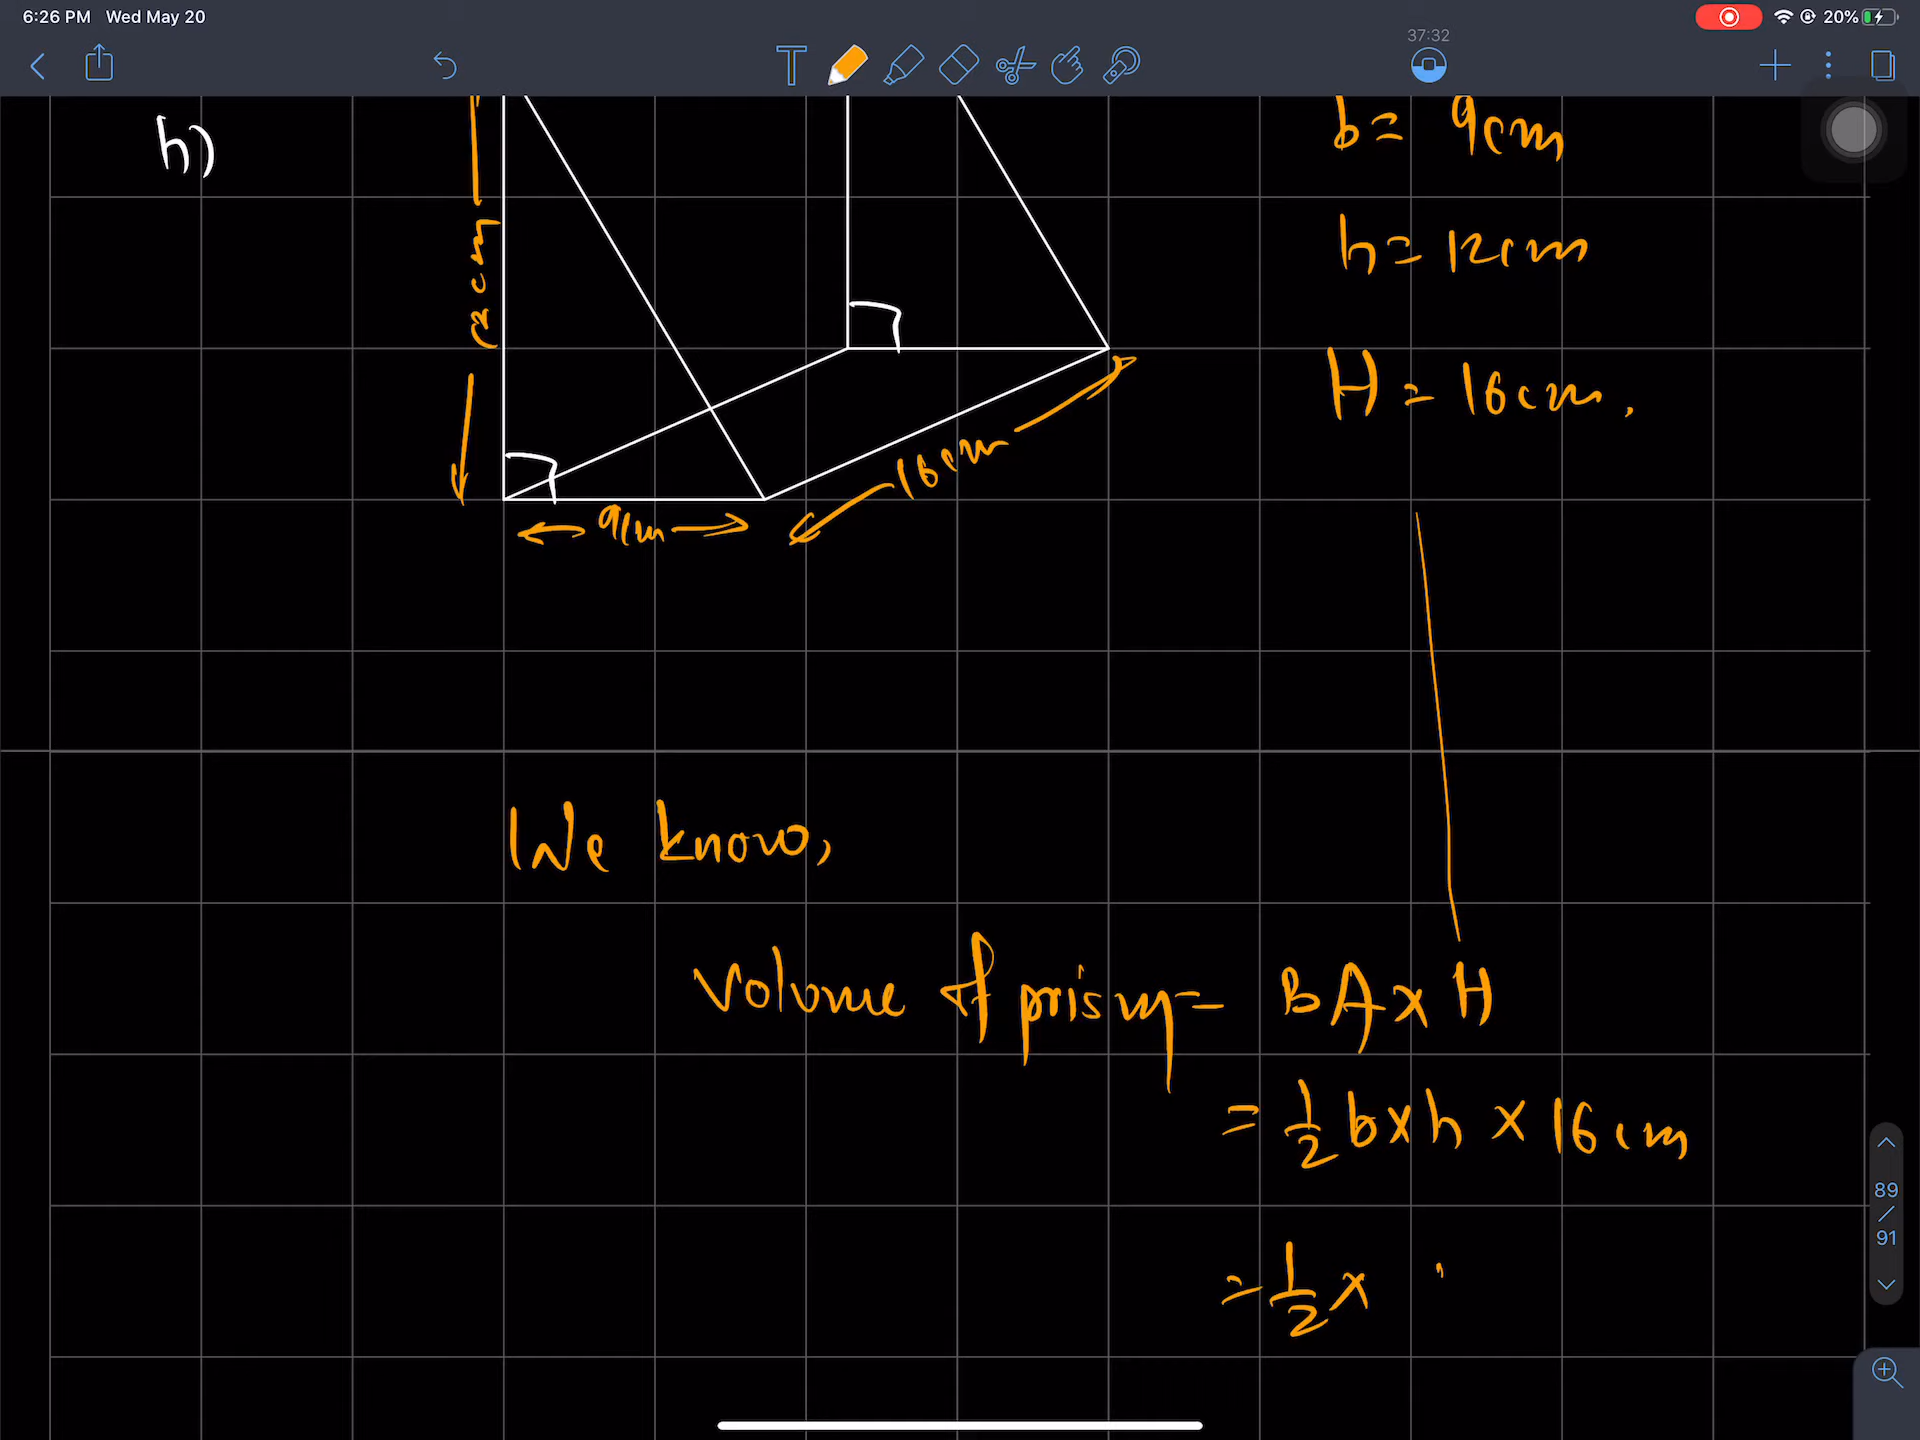 6:26 PM Wed May 20
20%
37:32
h)
b = 9cm
12cm
h = 12cm
H = 16cm.
16cm
9cm
We know,
Volume of prism = BA x H
= 1/2 b x h x 16cm
= 1/2 x
89
/
91